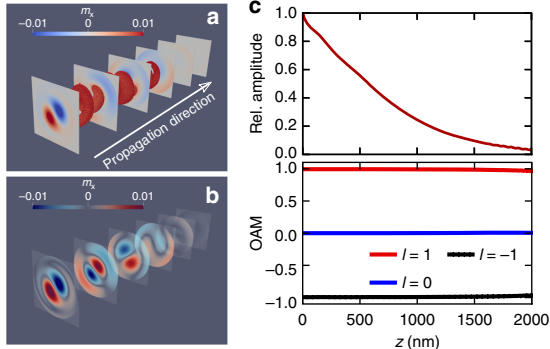 a
m_x
−0.01 0 0.01
Propagation direction
b
m_x
−0.01 0 0.01
c
Rel. amplitude
1.0
0.8
0.6
0.4
0.2
0.0
OAM
1.0
0.5
0.0
−0.5
−1.0
l = 1 l = −1
l = 0
0 500 1000 1500 2000
z (nm)